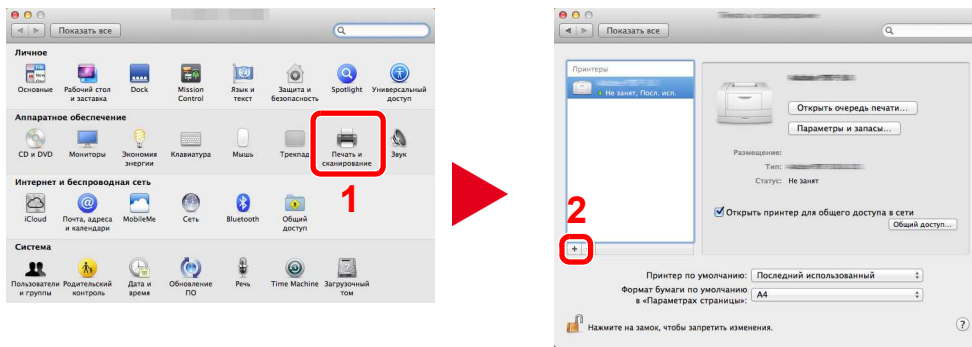 Показать все
Личное
Основные
Рабочий стол
и заставка
Dock
Mission
Control
Язык и
текст
Защита и
безопасность
Spotlight
Универсальный
доступ
Аппаратное обеспечение
CD и DVD
Мониторы
Экономия
энергии
Клавиатура
Мышь
Трекпад
Печать и
сканирование
Звук
1
Интернет и беспроводная сеть
iCloud
Почта, адреса
и календари
MobileMe
Сеть
Bluetooth
Общий
доступ
Система
Пользователи
и группы
Родительский
контроль
Дата и
время
Обновление
ПО
Речь
Time Machine
Загрузочный
том
Показать все
Принтеры
Не занят, Посл. исп.
2
+
Открыть очередь печати...
Параметры и запасы...
Размещение:
Тип:
Статус: Не занят
Открыть принтер для общего доступа в сети
Общий доступ...
Принтер по умолчанию: Последний использованный
Формат бумаги по умолчанию
в «Параметрах страницы»: A4
Нажмите на замок, чтобы запретить изменения.
?